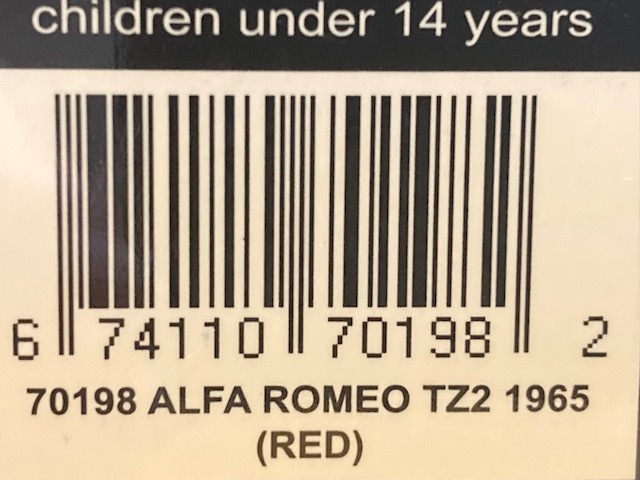 children under 14 years
6 74110 70198 2
70198 ALFA ROMEO TZ2 1965
(RED)